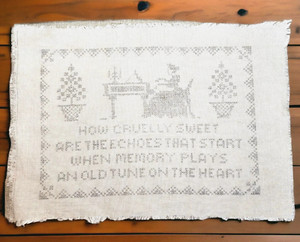 HOW CRUELLY SWEET
ARE THE ECHOES THAT START
WHEN MEMORY PLAYS
AN OLD TUNE ON THE HEART